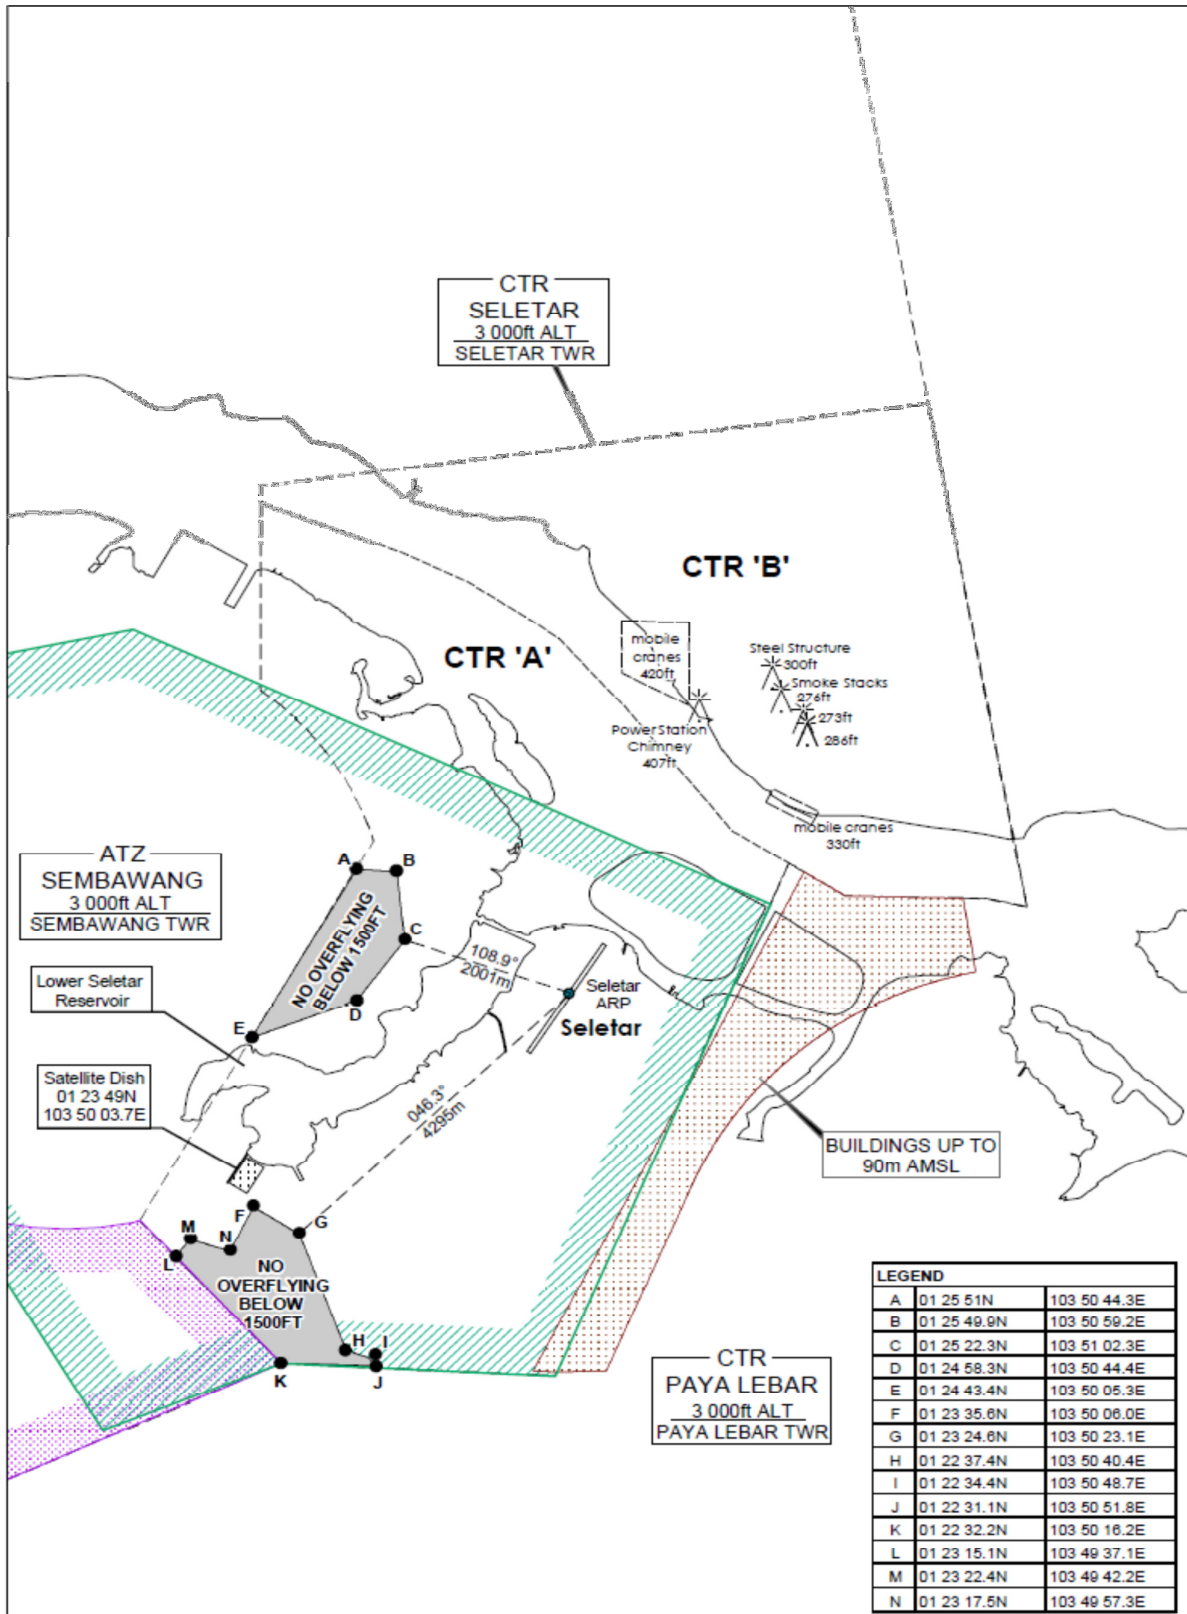 CTR
SELETAR
3 000ft ALT
SELETAR TWR
CTR 'B'
CTR 'A'
mobile
cranes
420ft
Steel Structure
300ft
Smoke Stacks
276ft
273ft
286ft
Power Station
Chimney
407ft
mobile cranes
330ft
ATZ
SEMBAWANG
3 000ft ALT
SEMBAWANG TWR
A
B
C
D
E
NO OVERFLYING
BELOW 1500FT
108.9°
2001m
Seletar
ARP
Seletar
Lower Seletar
Reservoir
Satellite Dish
01 23 49N
103 50 03.7E
046.3°
4295m
BUILDINGS UP TO
90m AMSL
F
G
M
N
L
NO
OVERFLYING
BELOW
1500FT
H
I
K
J
CTR
PAYA LEBAR
3 000ft ALT
PAYA LEBAR TWR
LEGEND
A 01 25 51N 103 50 44.3E
B 01 25 49.9N 103 50 59.2E
C 01 25 22.3N 103 51 02.3E
D 01 24 58.3N 103 50 44.4E
E 01 24 43.4N 103 50 05.3E
F 01 23 35.6N 103 50 06.0E
G 01 23 24.6N 103 50 23.1E
H 01 22 37.4N 103 50 40.4E
I 01 22 34.4N 103 50 48.7E
J 01 22 31.1N 103 50 51.8E
K 01 22 32.2N 103 50 16.2E
L 01 23 15.1N 103 49 37.1E
M 01 23 22.4N 103 49 42.2E
N 01 23 17.5N 103 49 57.3E